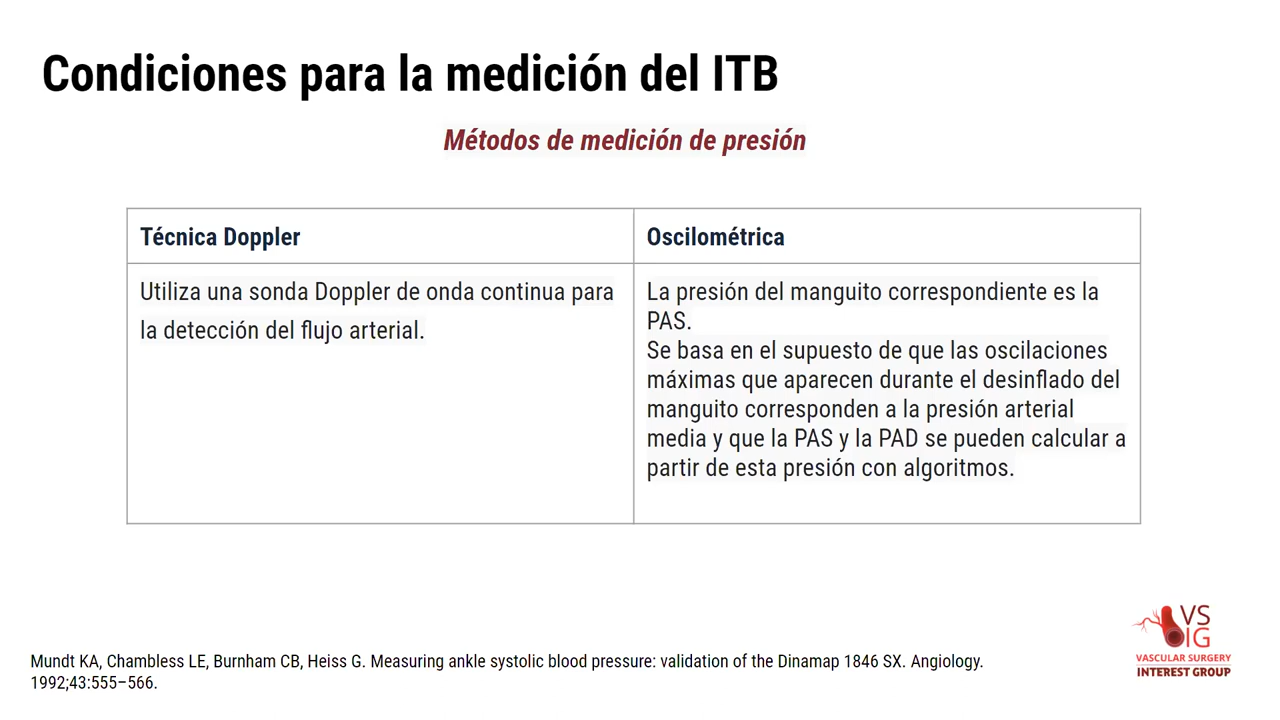 Condiciones para la medición del ITB
Métodos de medición de presión
Técnica Doppler
Oscilométrica
Utiliza una sonda Doppler de onda continua para
la detección del flujo arterial.
La presión del manguito correspondiente es la
PAS.
Se basa en el supuesto de que las oscilaciones
máximas que aparecen durante el desinflado del
manguito corresponden a la presión arterial
media y que la PAS y la PAD se pueden calcular a
partir de esta presión con algoritmos.
Mundt KA, Chambless LE, Burnham CB, Heiss G. Measuring ankle systolic blood pressure: validation of the Dinamap 1846 SX. Angiology.
1992;43:555–566.
VS
IG
VASCULAR SURGERY
INTEREST GROUP